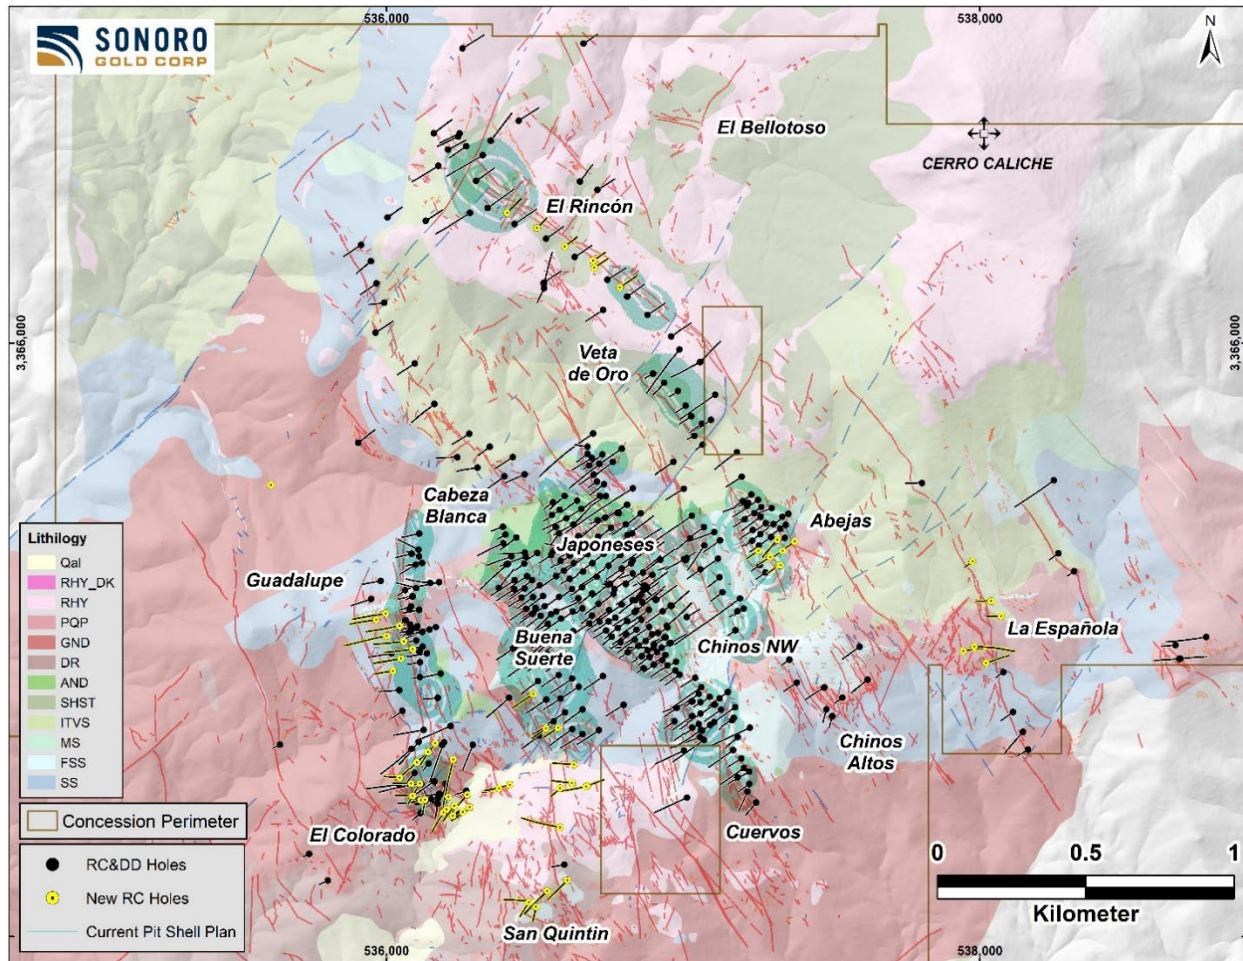 SONORO
GOLD CORP
536,000
538,000
N
El Bellotoso
CERRO CALICHE
El Rincón
3,366,000
3,366,000
Veta
de Oro
Cabeza
Blanca
Japoneses
Abejas
Guadalupe
Buena
Suerte
Chinos NW
La Española
Chinos
Altos
El Colorado
Cuervos
San Quintin
Lithilogy
Qal
RHY_DK
RHY
PQP
GND
DR
AND
SHST
ITVS
MS
FSS
SS
Concession Perimeter
RC&DD Holes
New RC Holes
Current Pit Shell Plan
0 0.5 1
Kilometer
536,000
538,000